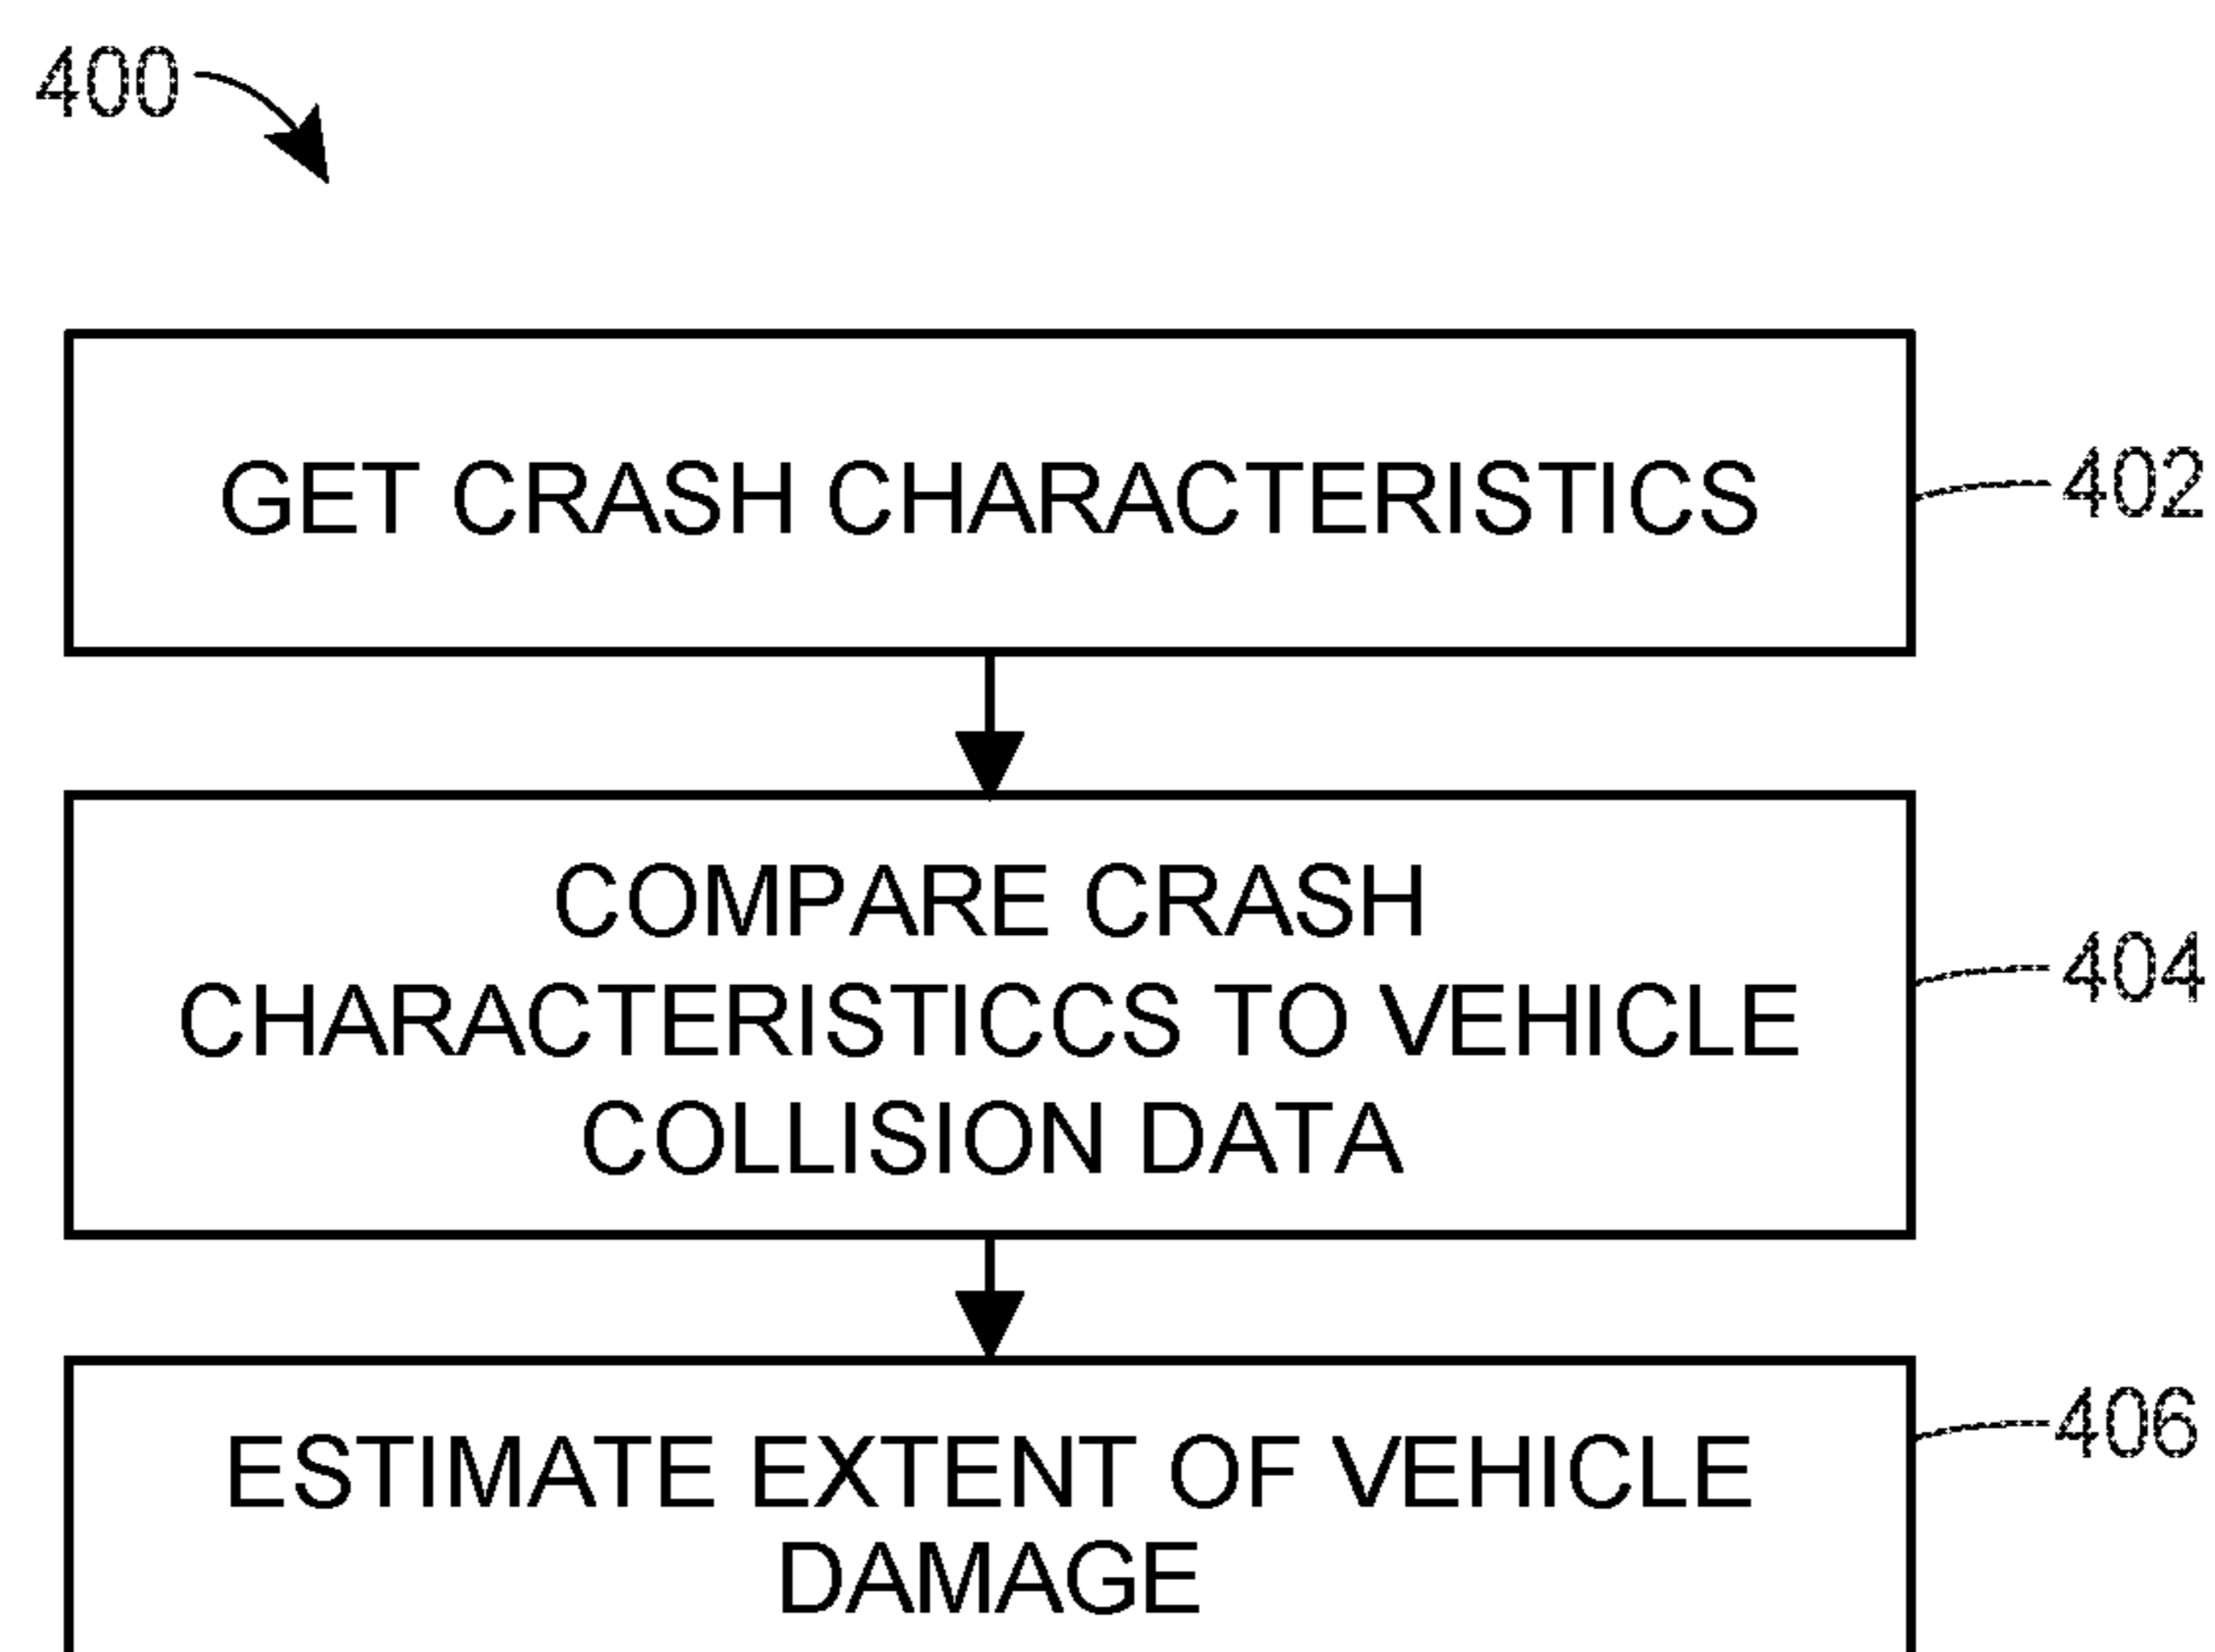 400
GET CRASH CHARACTERISTICS
402
COMPARE CRASH
CHARACTERISTICCS TO VEHICLE
COLLISION DATA
404
ESTIMATE EXTENT OF VEHICLE
DAMAGE
406